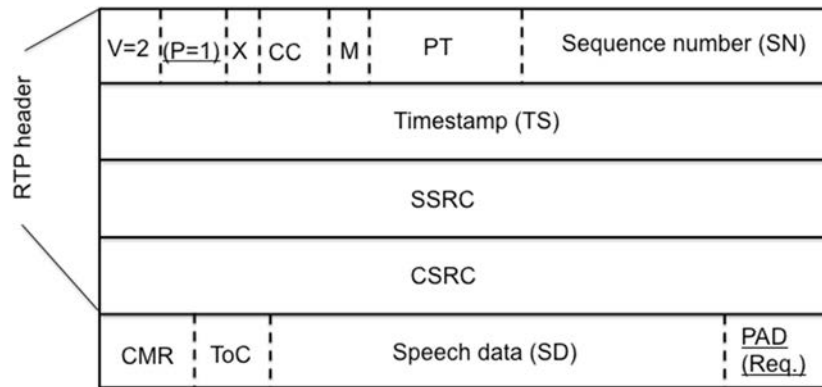 RTP header
V=2 (P=1) X CC M PT Sequence number (SN)
Timestamp (TS)
SSRC
CSRC
CMR ToC Speech data (SD) PAD
(Req.)